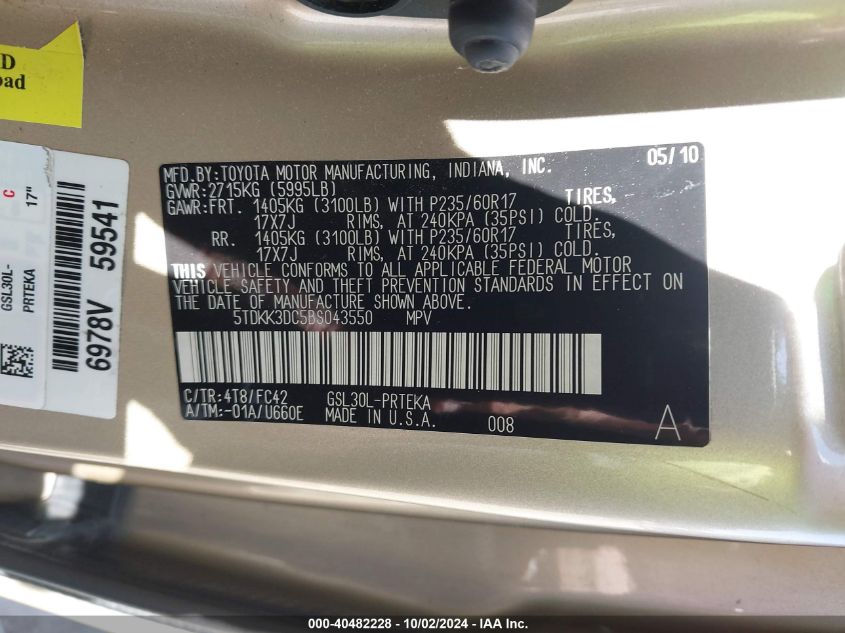 D
oad
C
17"
GSL30L-
PRTEKA
6978V 59541
MFD.BY:TOYOTA MOTOR MANUFACTURING, INDIANA, INC. 05/10
GVWR:2715KG (5995LB)
GAWR:FRT. 1405KG (3100LB) WITH P235/60R17 TIRES,
17X7J RIMS, AT 240KPA (35PSI) COLD.
RR. 1405KG (3100LB) WITH P235/60R17 TIRES,
17X7J RIMS, AT 240KPA (35PSI) COLD.
THIS VEHICLE CONFORMS TO ALL APPLICABLE FEDERAL MOTOR
VEHICLE SAFETY AND THEFT PREVENTION STANDARDS IN EFFECT ON
THE DATE OF MANUFACTURE SHOWN ABOVE.
5TDKK3DC5BS043550 MPV
C/TR:4T8/FC42 GSL30L-PRTEKA
A/TM:-01A/U660E MADE IN U.S.A. 008 A
000-40482228 - 10/02/2024 - IAA Inc.